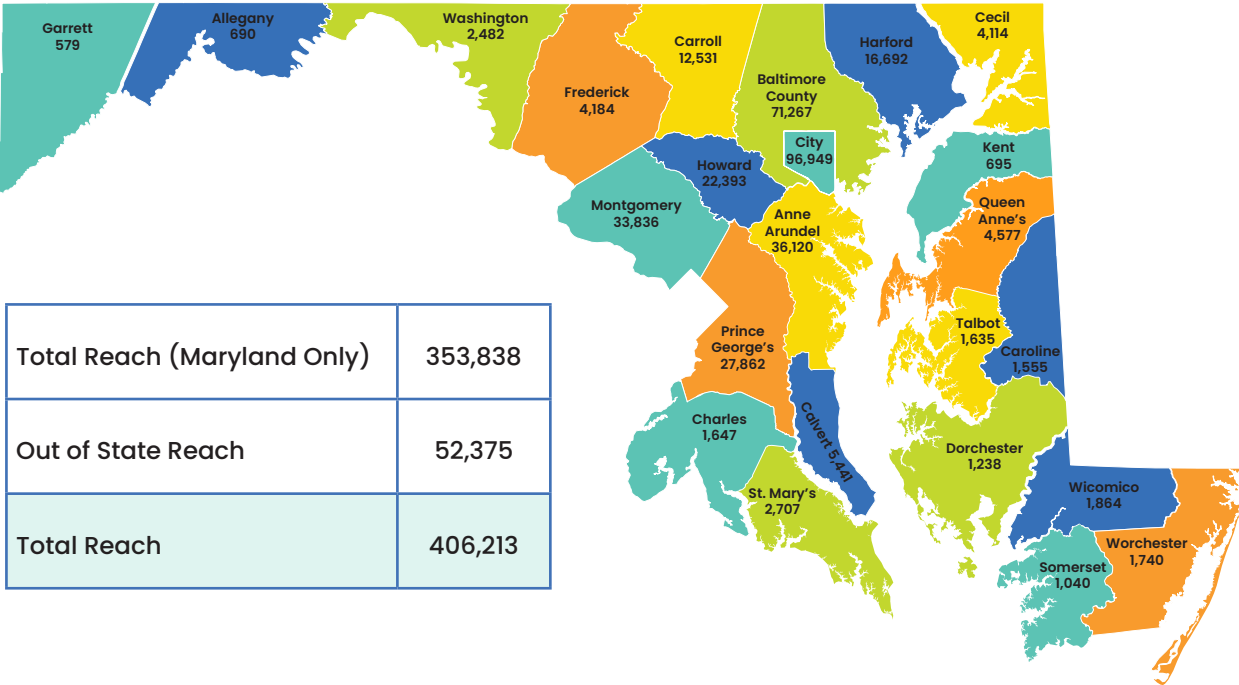 Garrett
579
Allegany
690
Washington
2,482
Frederick
4,184
Carroll
12,531
Baltimore
County
71,267
City
96,949
Harford
16,692
Cecil
4,114
Kent
695
Queen
Anne's
4,577
Howard
22,393
Montgomery
33,836
Anne
Arundel
36,120
Prince
George's
27,862
Talbot
1,635
Caroline
1,555
Charles
1,647
Calvert 5,441
St. Mary's
2,707
Dorchester
1,238
Wicomico
1,864
Worchester
1,740
Somerset
1,040
Total Reach (Maryland Only) 353,838
Out of State Reach 52,375
Total Reach 406,213